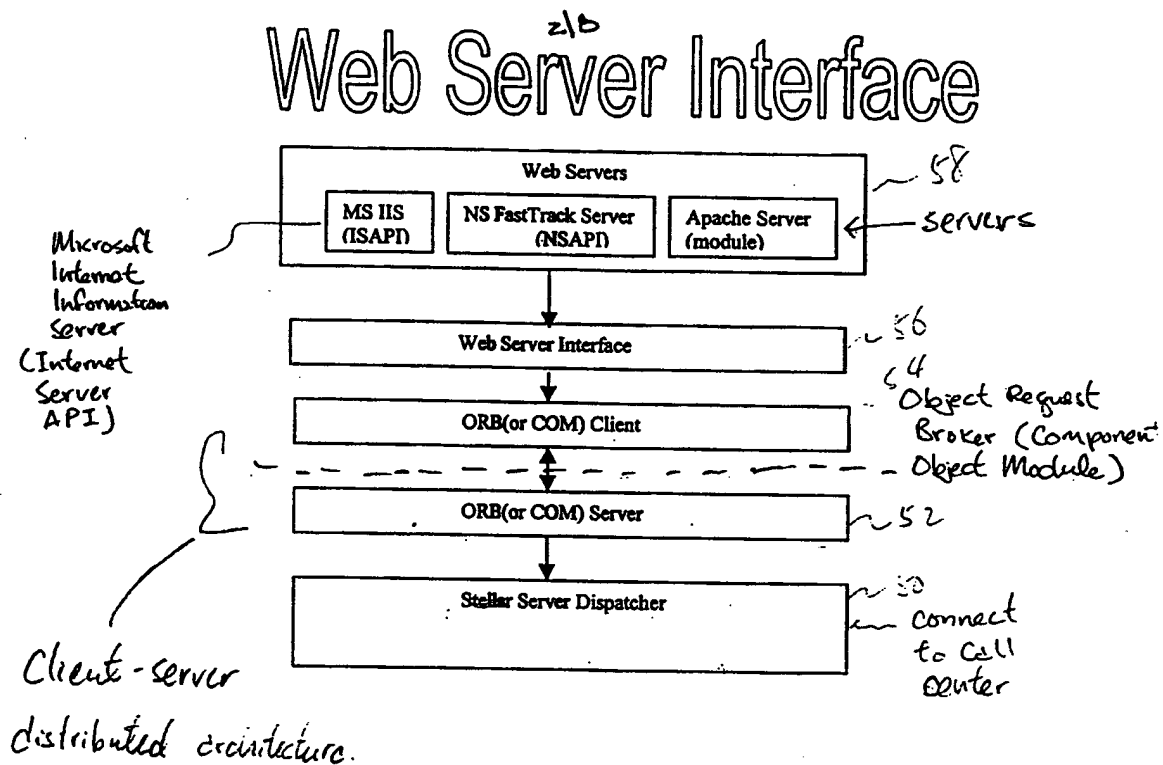 2/8
Web Server Interface
Web Servers
58
MS IIS
(ISAPI)
NS FastTrack Server
(NSAPI)
Apache Server
(module)
servers
Microsoft
Internet
Information
Server
(Internet
Server
API)
Web Server Interface
56
54
ORB(or COM) Client
Object Request
Broker (Component
Object Module)
ORB(or COM) Server
52
Stellar Server Dispatcher
50
connect
to Call
Center
Client-server
distributed architecture.